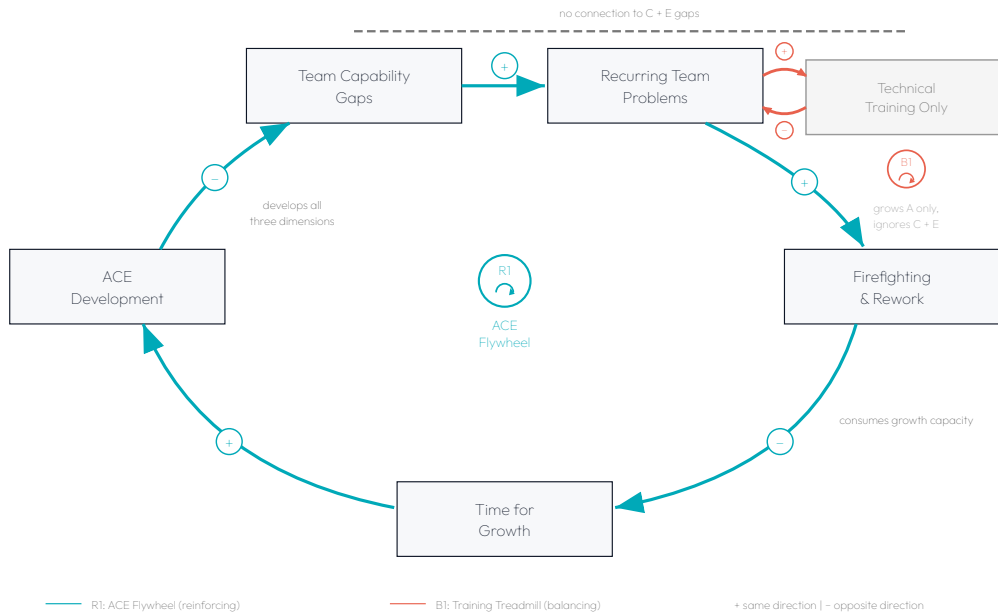 no connection to C + E gaps
Team Capability
Gaps
+
Recurring Team
Problems
+
−
Technical
Training Only
B1
grows A only,
ignores C + E
−
+
develops all
three dimensions
ACE
Development
R1
ACE
Flywheel
Firefighting
& Rework
consumes growth capacity
+
−
Time for
Growth
R1: ACE Flywheel (reinforcing)
B1: Training Treadmill (balancing)
+ same direction | − opposite direction